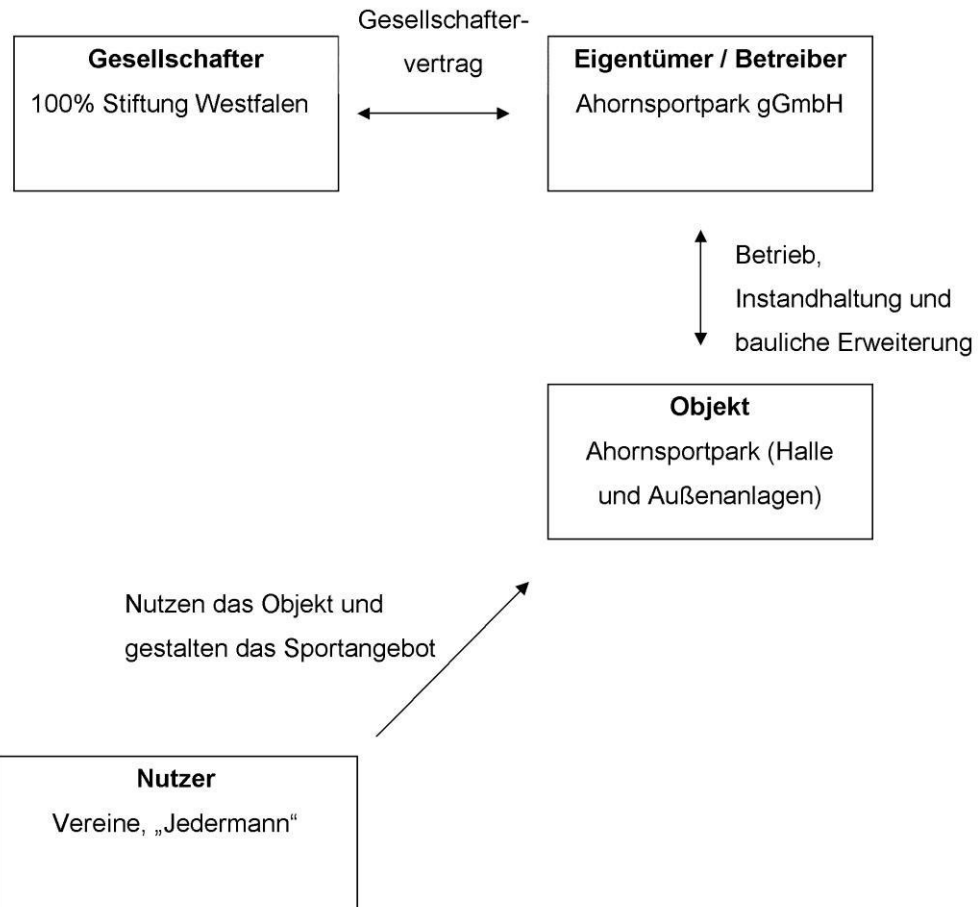 Gesellschafter-
vertrag
Gesellschafter
100% Stiftung Westfalen
Eigentümer / Betreiber
Ahornsportpark gGmbH
Betrieb,
Instandhaltung und
bauliche Erweiterung
Objekt
Ahornsportpark (Halle
und Außenanlagen)
Nutzen das Objekt und
gestalten das Sportangebot
Nutzer
Vereine, „Jedermann“